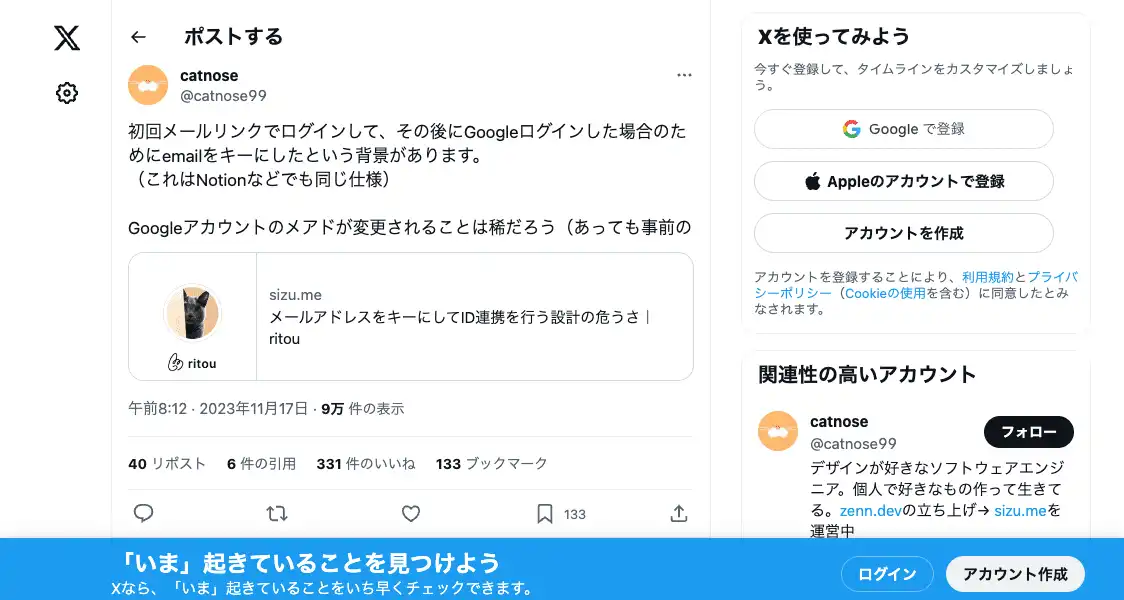 ポストする
catnose
@catnose99
初回メールリンクでログインして、その後にGoogleログインした場合のた
めにemailをキーにしたという背景があります。
（これはNotionなどでも同じ仕様）
Googleアカウントのメアドが変更されることは稀だろう（あっても事前の
ritou
sizu.me
メールアドレスをキーにしてID連携を行う設計の危うさ｜
ritou
午前8:12 · 2023年11月17日 · 9万 件の表示
40 リポスト 6 件の引用 331 件のいいね 133 ブックマーク
133
Xを使ってみよう
今すぐ登録して、タイムラインをカスタマイズしましょ
う。
Google で登録
Appleのアカウントで登録
アカウントを作成
アカウントを登録することにより、利用規約とプライバ
シーポリシー（Cookieの使用を含む）に同意したとみ
なされます。
関連性の高いアカウント
catnose
@catnose99
フォロー
デザインが好きなソフトウェアエンジ
ニア。個人で好きなもの作って生きて
る。zenn.devの立ち上げ→ sizu.meを
運営中
「いま」起きていることを見つけよう
Xなら、「いま」起きていることをいち早くチェックできます。
ログイン
アカウント作成